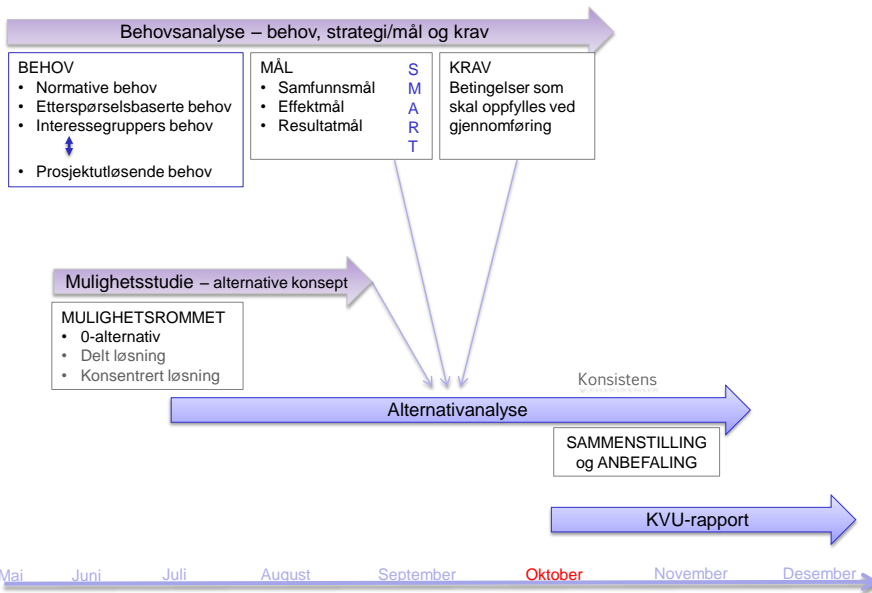 Behovsanalyse – behov, strategi/mål og krav
BEHOV
• Normative behov
• Etterspørselsbaserte behov
• Interessegruppers behov
• Prosjektutløsende behov
MÅL
• Samfunnsmål
• Effektmål
• Resultatmål
S
M
A
R
T
KRAV
Betingelser som
skal oppfylles ved
gjennomføring
Mulighetsstudie – alternative konsept
MULIGHETSROMMET
• 0-alternativ
• Delt løsning
• Konsentrert løsning
Konsistens
Alternativanalyse
SAMMENSTILLING
og ANBEFALING
KVU-rapport
Mai Juni Juli August September Oktober November Desember